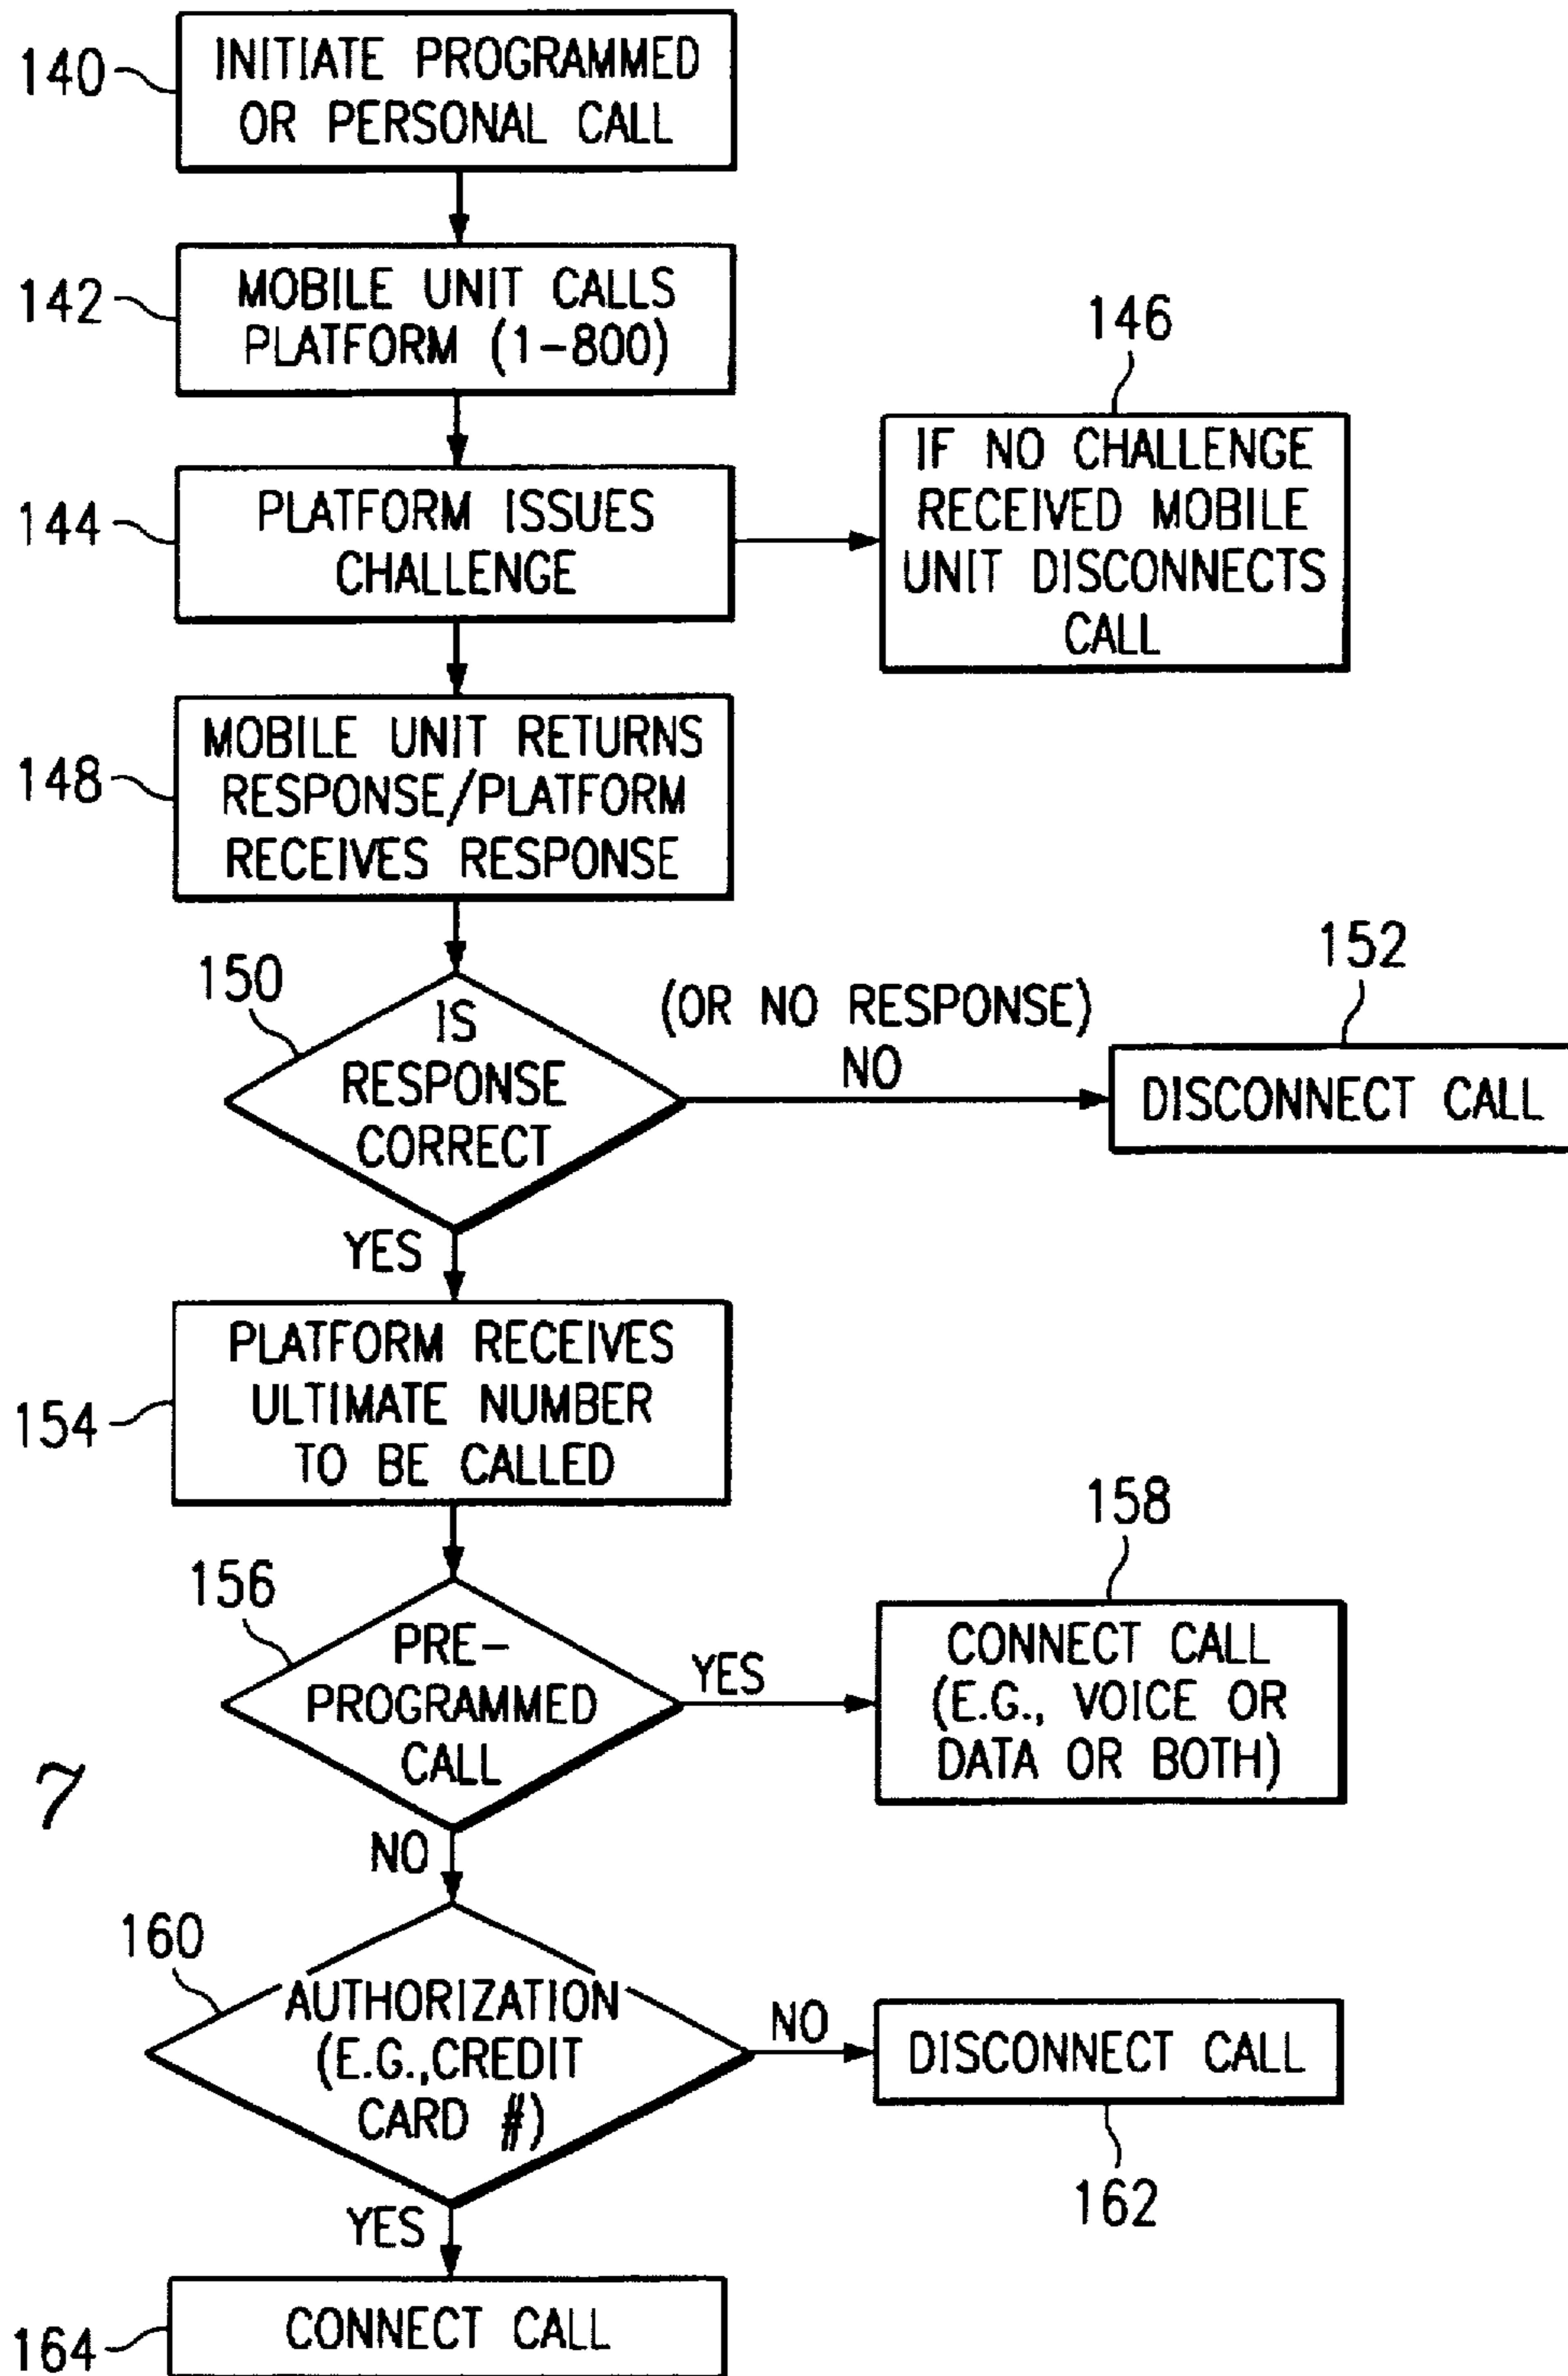 140
INITIATE PROGRAMMED
OR PERSONAL CALL
142
MOBILE UNIT CALLS
PLATFORM (1-800)
144
PLATFORM ISSUES
CHALLENGE
146
IF NO CHALLENGE
RECEIVED MOBILE
UNIT DISCONNECTS
CALL
148
MOBILE UNIT RETURNS
RESPONSE/PLATFORM
RECEIVES RESPONSE
150
IS
RESPONSE
CORRECT
(OR NO RESPONSE)
NO
152
DISCONNECT CALL
YES
154
PLATFORM RECEIVES
ULTIMATE NUMBER
TO BE CALLED
156
PRE-
PROGRAMMED
CALL
YES
158
CONNECT CALL
(E.G., VOICE OR
DATA OR BOTH)
7
NO
160
AUTHORIZATION
(E.G.,CREDIT
CARD #)
NO
DISCONNECT CALL
162
YES
164
CONNECT CALL